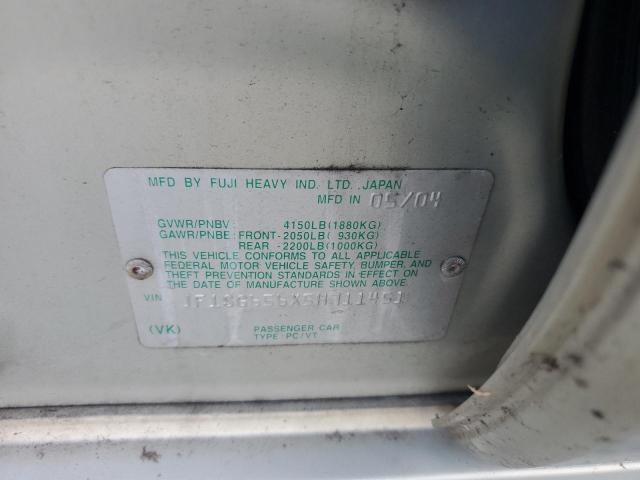 MFD BY FUJI HEAVY IND. LTD. JAPAN
MFD IN 05/04
GVWR/PNBV : 4150LB(1880KG)
GAWR/PNBE : FRONT-2050LB( 930KG)
REAR -2200LB(1000KG)
THIS VEHICLE CONFORMS TO ALL APPLICABLE
FEDERAL MOTOR VEHICLE SAFETY, BUMPER, AND
THEFT PREVENTION STANDARDS IN EFFECT ON
THE DATE OF MANUFACTURE SHOWN ABOVE.
VIN
(VK)
PASSENGER CAR
TYPE: PC/VT